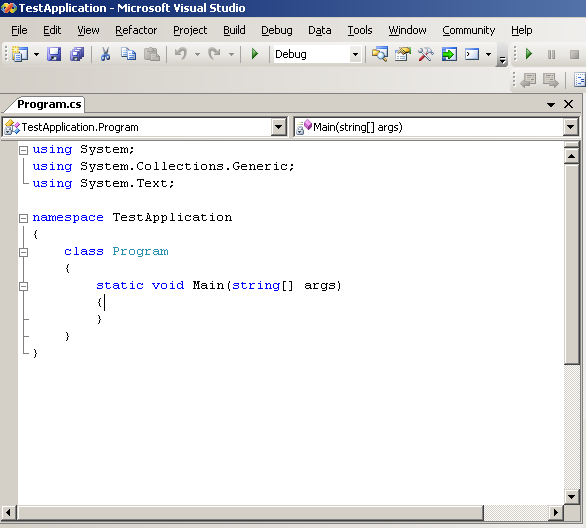 TestApplication - Microsoft Visual Studio
File Edit View Refactor Project Build Debug Data Tools Window Community Help
Debug
Program.cs
TestApplication.Program Main(string[] args)
using System;
using System.Collections.Generic;
using System.Text;
namespace TestApplication
{
class Program
{
static void Main(string[] args)
{
}
}
}